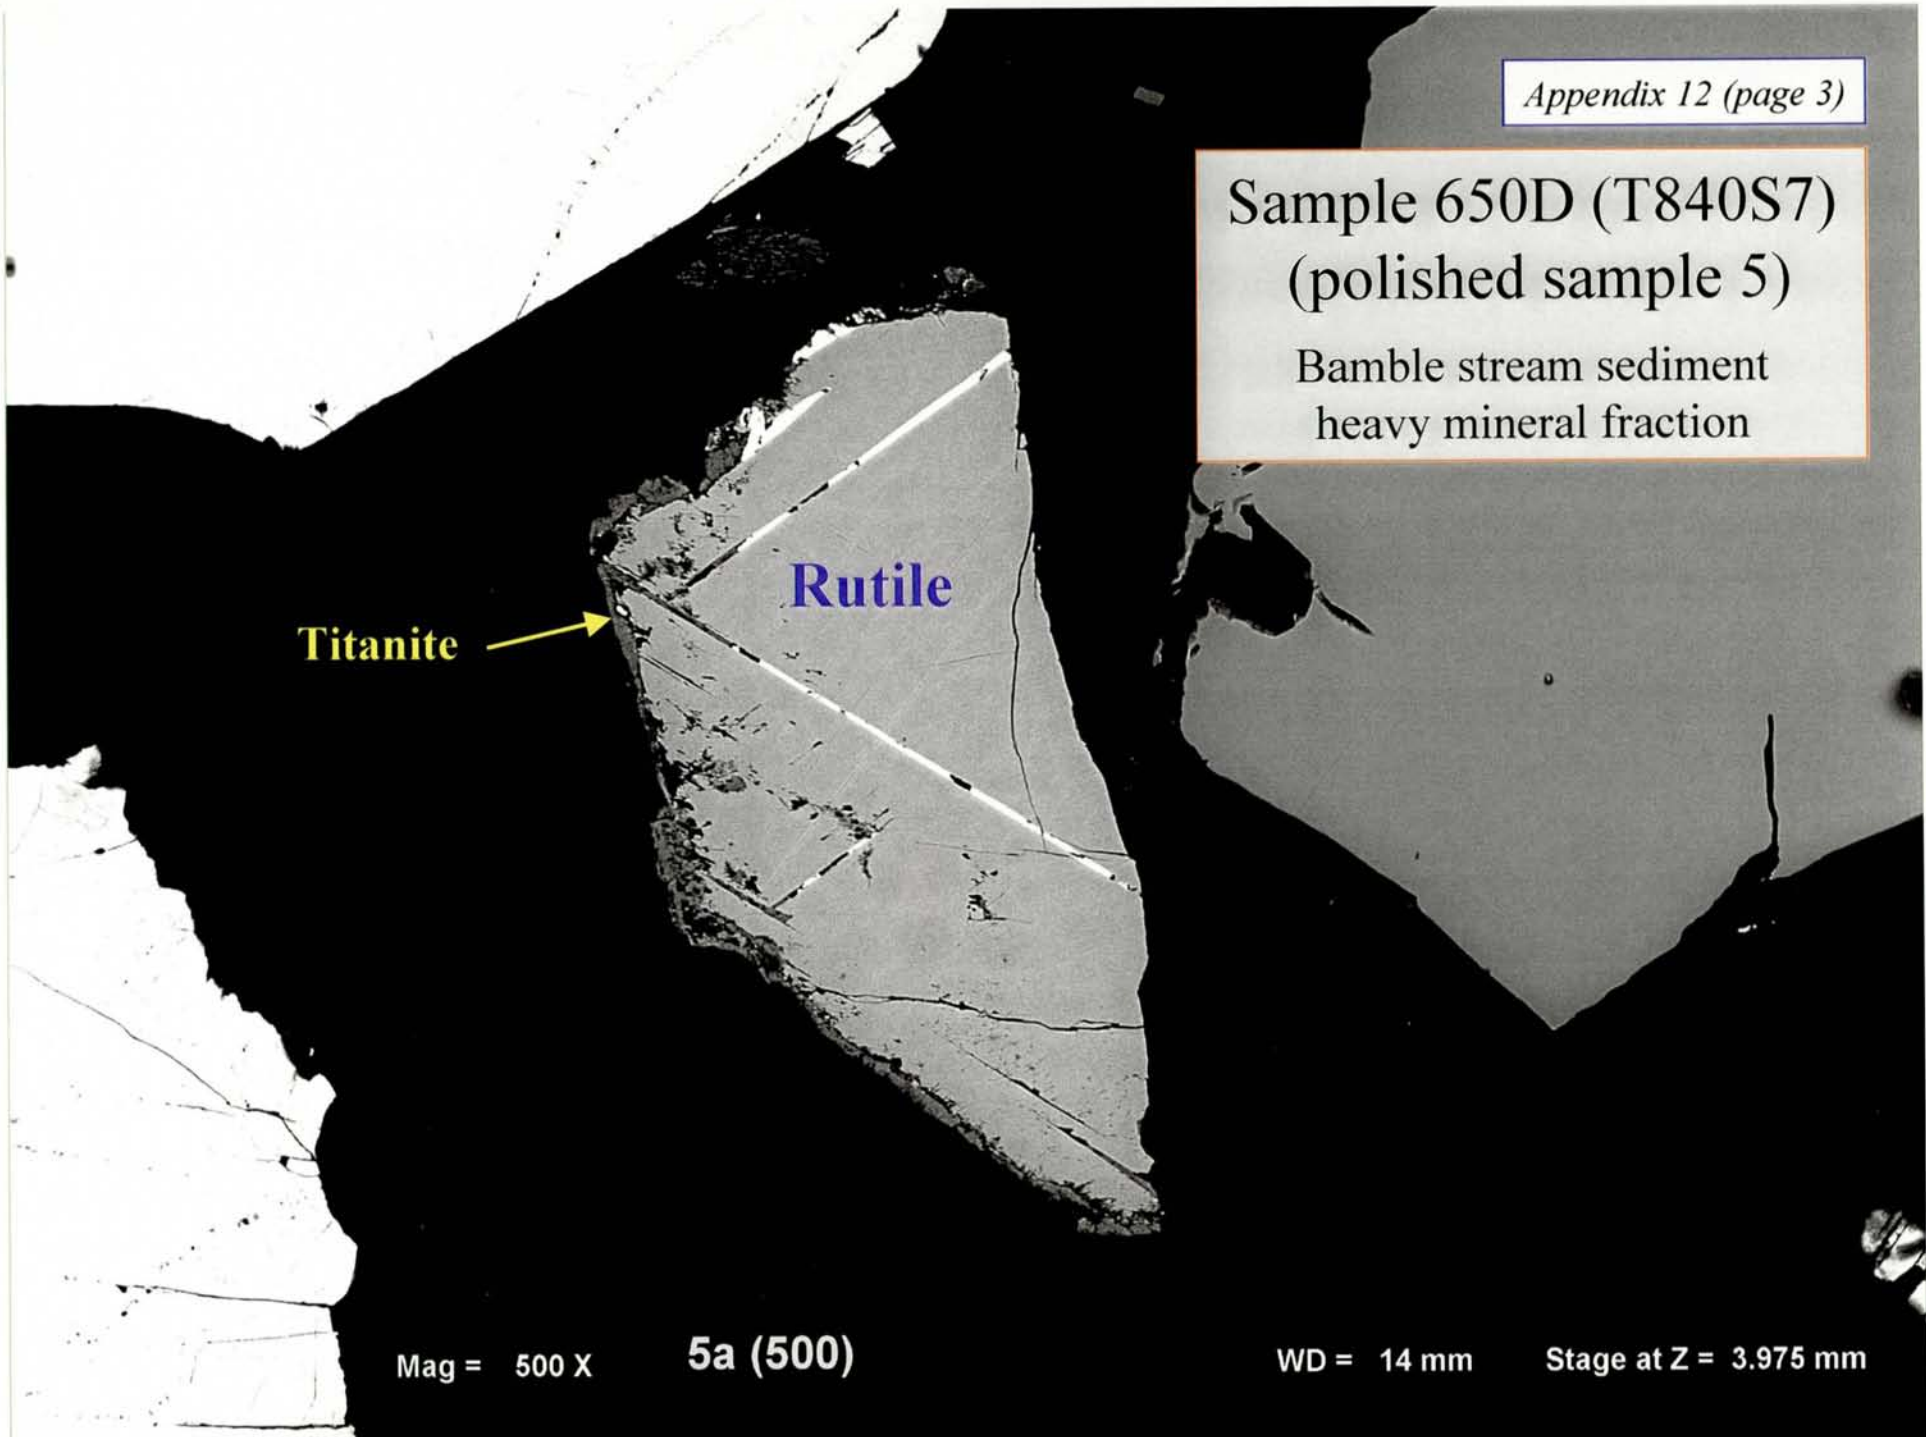 Appendix 12 (page 3)
Sample 650D (T840S7)
(polished sample 5)
Bamble stream sediment
heavy mineral fraction
Rutile
Titanite
Mag = 500 X
5a (500)
WD = 14 mm
Stage at Z = 3.975 mm